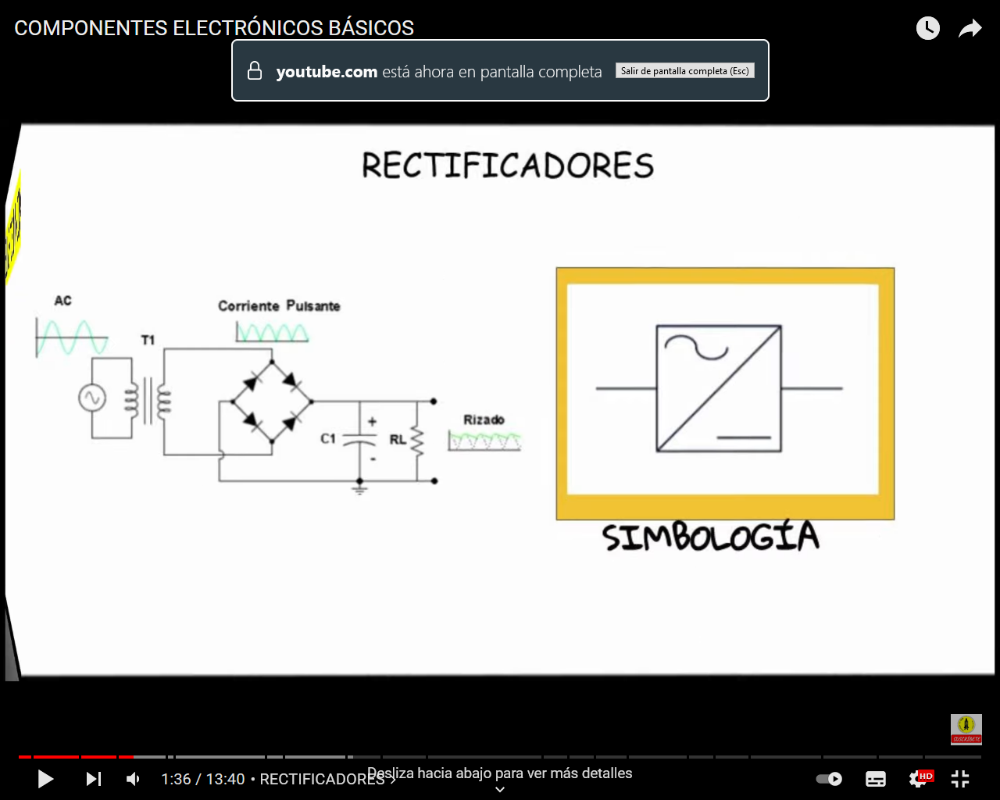 COMPONENTES ELECTRÓNICOS BÁSICOS
youtube.com está ahora en pantalla completa Salir de pantalla completa (Esc)
RECTIFICADORES
AC
Corriente Pulsante
T1
+
C1
RL
-
Rizado
SIMBOLOGÍA
SUSCRÍBETE
Desliza hacia abajo para ver más detalles
1:36 / 13:40 • RECTIFICADORES ›
HD